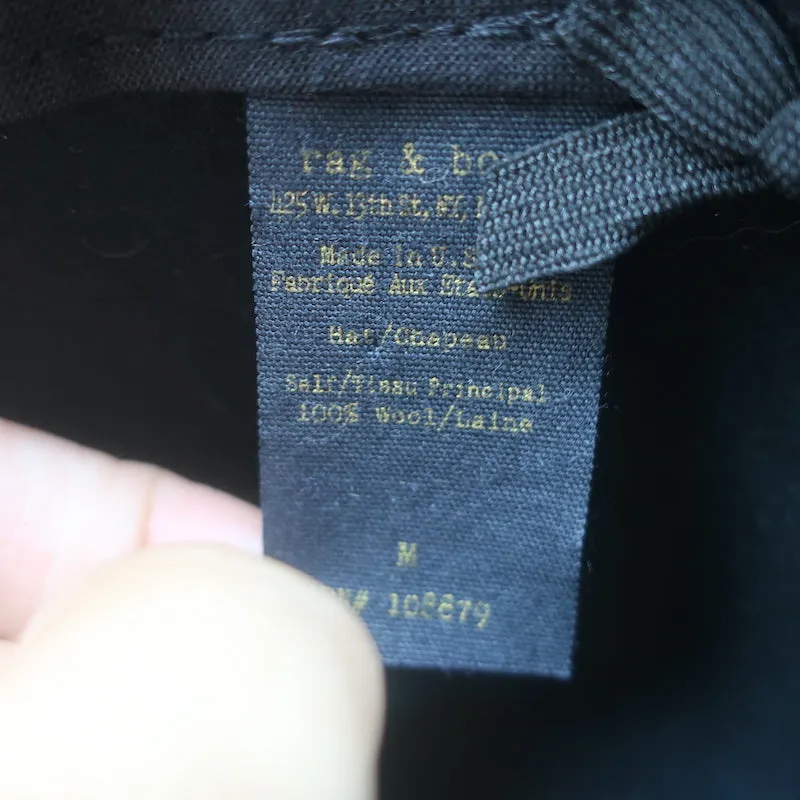 rag & bo
425 W. 13th St, NY,
Made in U.S
Fabriqué Aux États-Unis
Hat/Chapeau
Self/Tissu Principal
100% Wool/Laine
M
RN# 108679